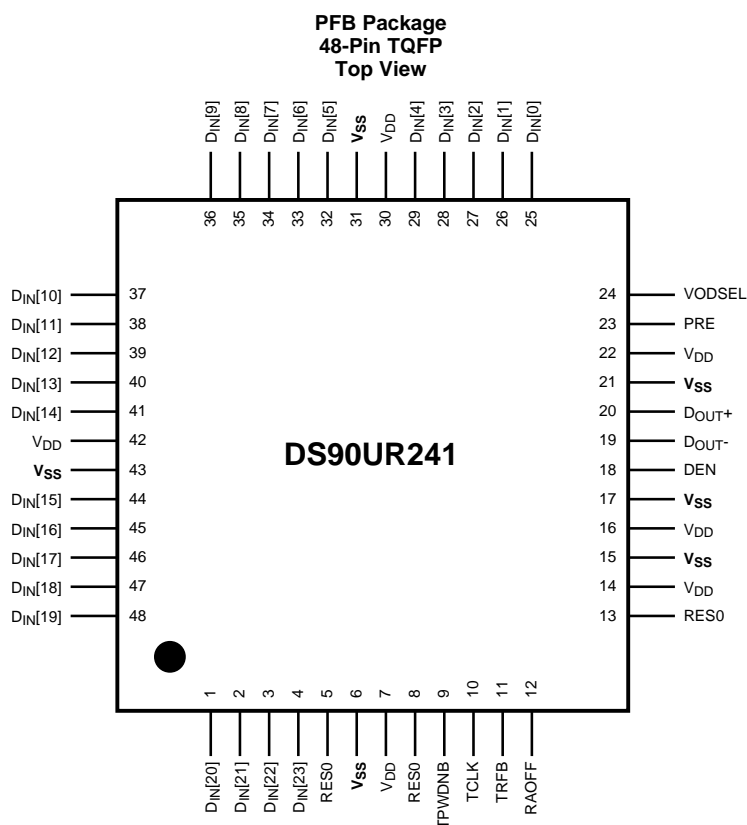 PFB Package
48-Pin TQFP
Top View
DIN[9] DIN[8] DIN[7] DIN[6] DIN[5] VSS VDD DIN[4] DIN[3] DIN[2] DIN[1] DIN[0]
36 35 34 33 32 31 30 29 28 27 26 25
DIN[10] 37 24 VODSEL
DIN[11] 38 23 PRE
DIN[12] 39 22 VDD
DIN[13] 40 21 VSS
DIN[14] 41 20 DOUT+
VDD 42 19 DOUT-
DS90UR241
VSS 43 18 DEN
DIN[15] 44 17 VSS
DIN[16] 45 16 VDD
DIN[17] 46 15 VSS
DIN[18] 47 14 VDD
DIN[19] 48 13 RES0
1 2 3 4 5 6 7 8 9 10 11 12
DIN[20] DIN[21] DIN[22] DIN[23] RES0 VSS VDD RES0 TPWDNB TCLK TRFB RAOFF